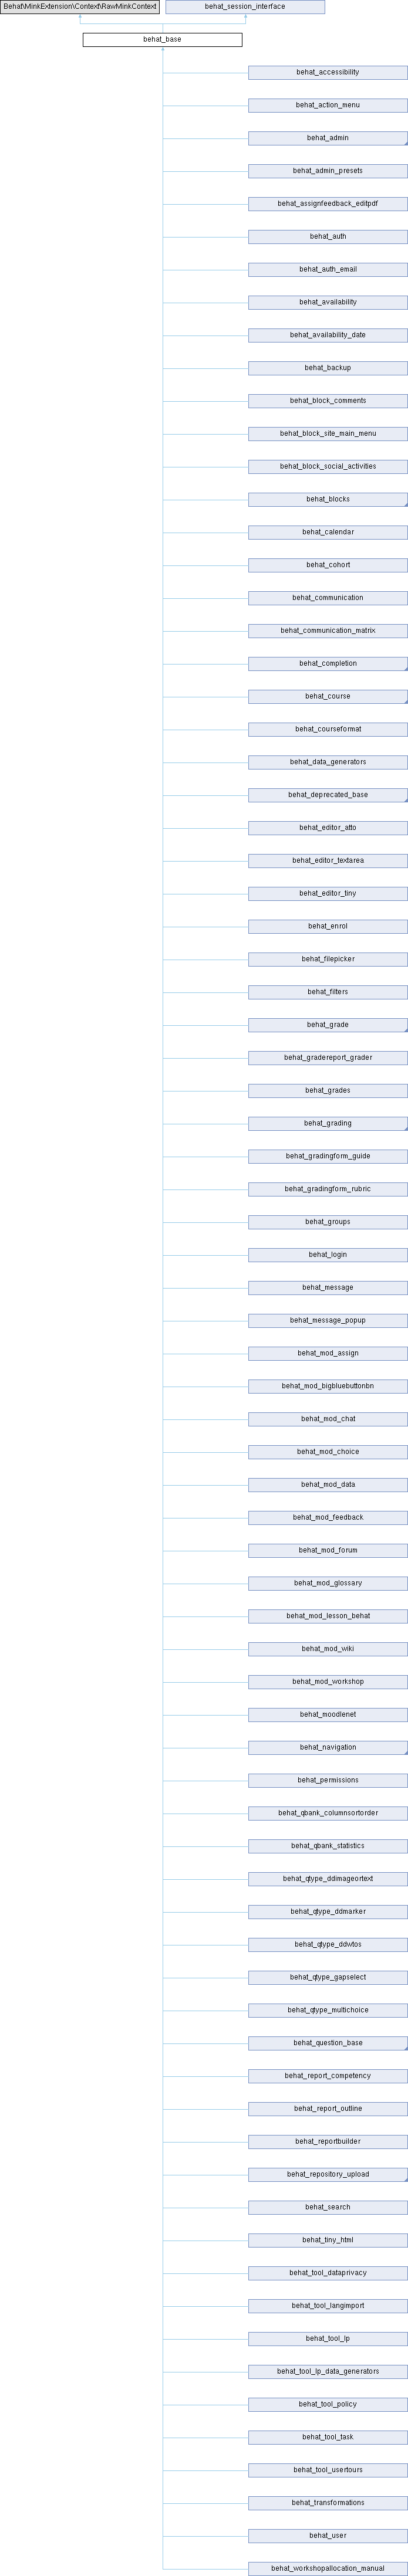 Behat\MinkExtension\Context\RawMinkContext
behat_session_interface
behat_base
behat_accessibility
behat_action_menu
behat_admin
behat_admin_presets
behat_assignfeedback_editpdf
behat_auth
behat_auth_email
behat_availability
behat_availability_date
behat_backup
behat_block_comments
behat_block_site_main_menu
behat_block_social_activities
behat_blocks
behat_calendar
behat_cohort
behat_communication
behat_communication_matrix
behat_completion
behat_course
behat_courseformat
behat_data_generators
behat_deprecated_base
behat_editor_atto
behat_editor_textarea
behat_editor_tiny
behat_enrol
behat_filepicker
behat_filters
behat_grade
behat_gradereport_grader
behat_grades
behat_grading
behat_gradingform_guide
behat_gradingform_rubric
behat_groups
behat_login
behat_message
behat_message_popup
behat_mod_assign
behat_mod_bigbluebuttonbn
behat_mod_chat
behat_mod_choice
behat_mod_data
behat_mod_feedback
behat_mod_forum
behat_mod_glossary
behat_mod_lesson_behat
behat_mod_wiki
behat_mod_workshop
behat_moodlenet
behat_navigation
behat_permissions
behat_qbank_columnsortorder
behat_qbank_statistics
behat_qtype_ddimageortext
behat_qtype_ddmarker
behat_qtype_ddwtos
behat_qtype_gapselect
behat_qtype_multichoice
behat_question_base
behat_report_competency
behat_report_outline
behat_reportbuilder
behat_repository_upload
behat_search
behat_tiny_html
behat_tool_dataprivacy
behat_tool_langimport
behat_tool_lp
behat_tool_lp_data_generators
behat_tool_policy
behat_tool_task
behat_tool_usertours
behat_transformations
behat_user
behat_workshopallocation_manual